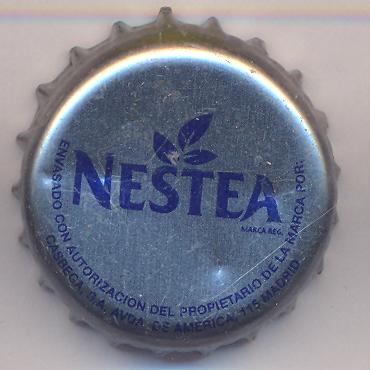 NESTEA
MARCA REG.
ENVASADO CON AUTORIZACION DEL PROPIETARIO DE LA MARCA POR:
CASBEGA, S.A. AVDA. DE AMERICA, 115 MADRID